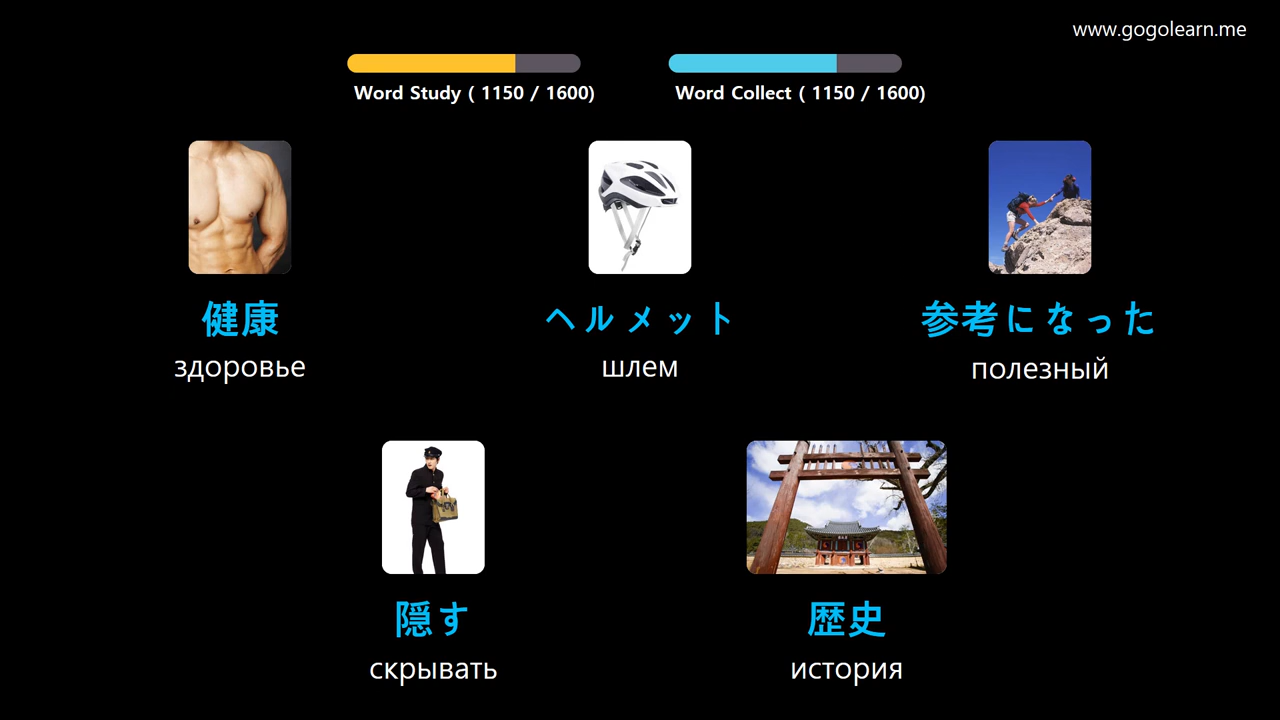 www.gogolearn.me
Word Study ( 1150 / 1600)
Word Collect ( 1150 / 1600)
健康
здоровье
ヘルメット
шлем
参考になった
полезный
隠す
скрывать
歴史
история